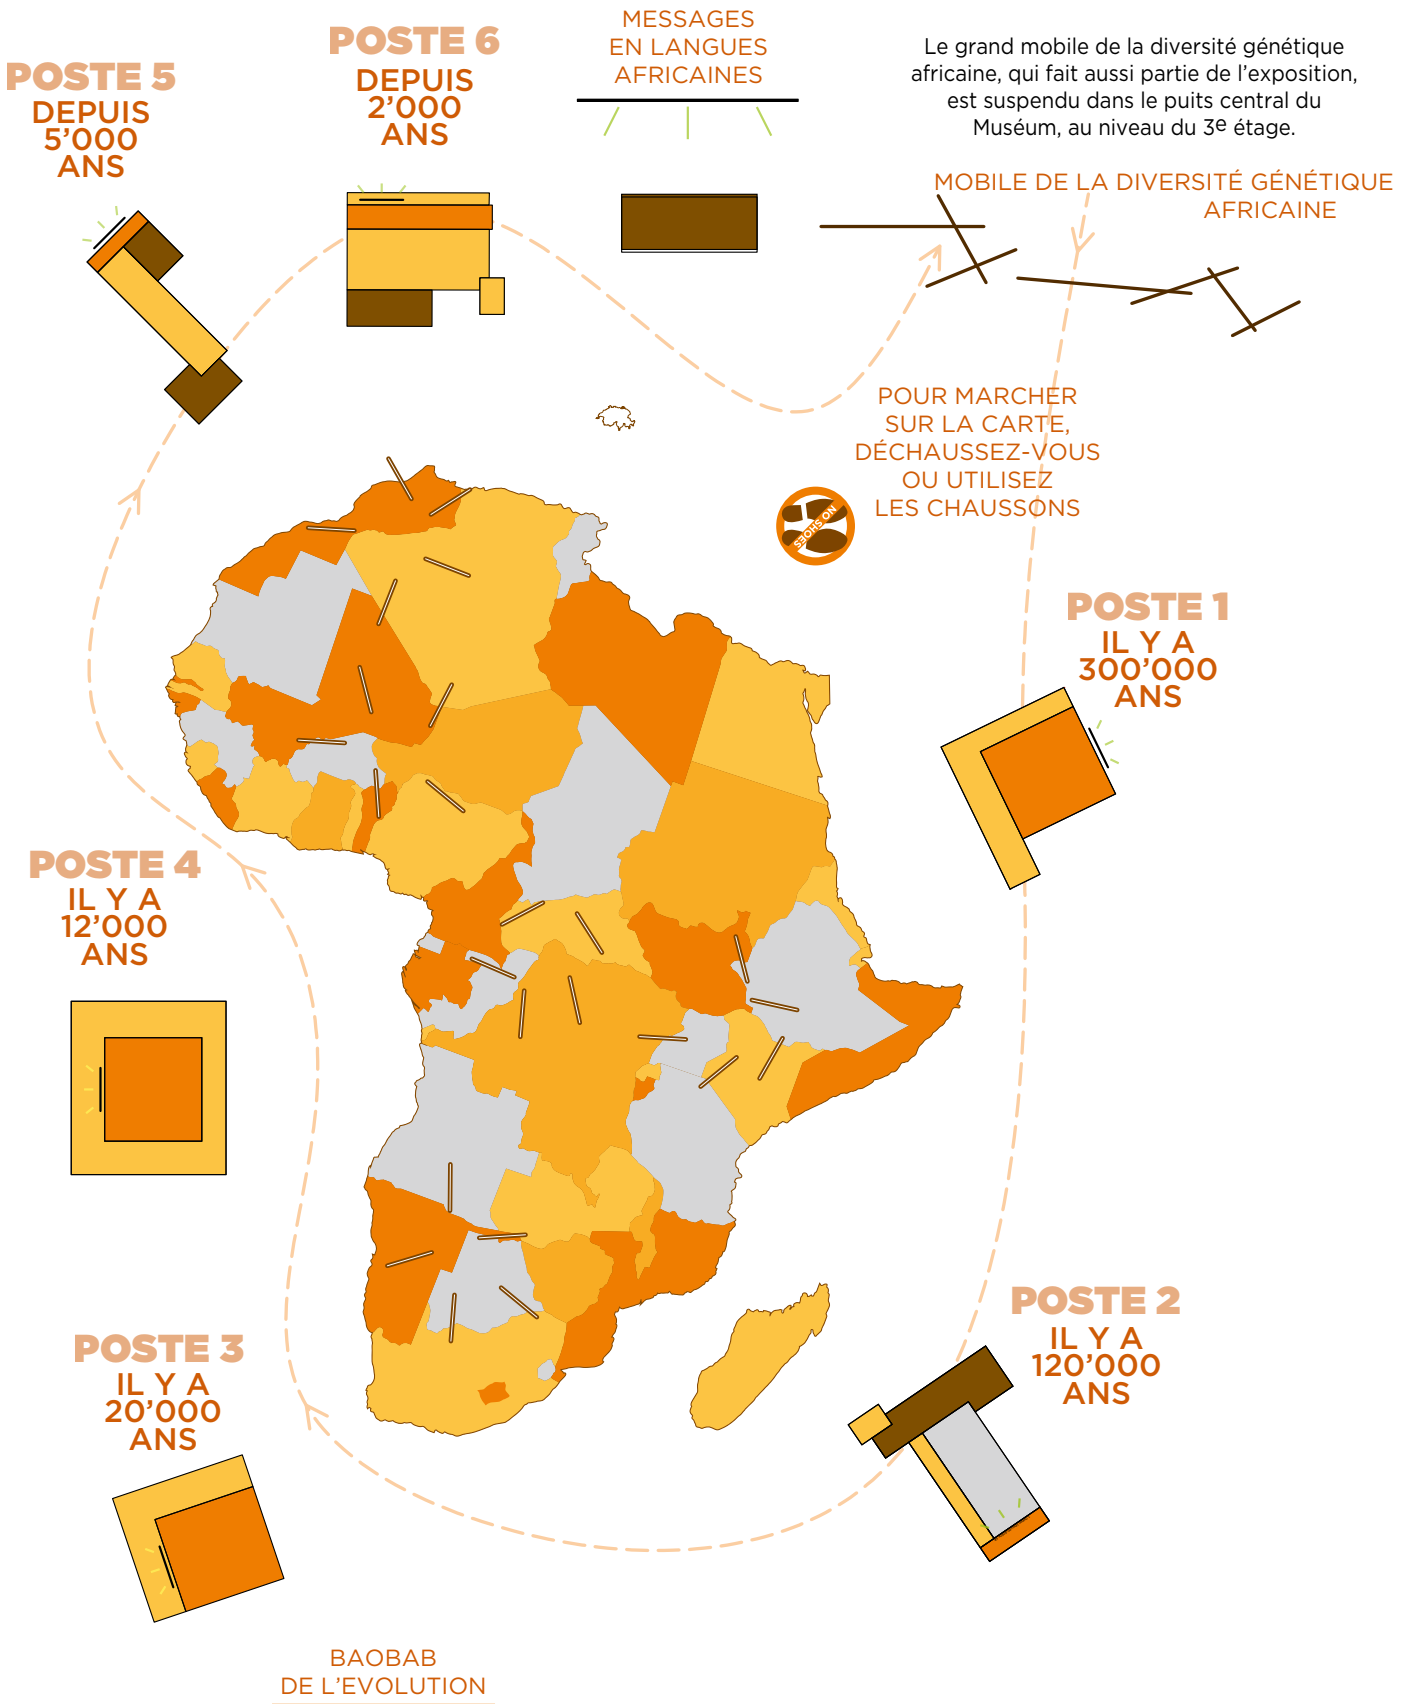 POSTE 6
DEPUIS
2’000
ANS
POSTE 5
DEPUIS
5’000
ANS
MESSAGES
EN LANGUES
AFRICAINES
Le grand mobile de la diversité génétique
africaine, qui fait aussi partie de l’exposition,
est suspendu dans le puits central du
Muséum, au niveau du 3e étage.
MOBILE DE LA DIVERSITÉ GÉNÉTIQUE
AFRICAINE
POUR MARCHER
SUR LA CARTE,
DÉCHAUSSEZ-VOUS
OU UTILISEZ
LES CHAUSSONS
NO SHOES
POSTE 1
IL Y A
300’000
ANS
POSTE 4
IL Y A
12’000
ANS
POSTE 2
IL Y A
120’000
ANS
POSTE 3
IL Y A
20’000
ANS
BAOBAB
DE L’EVOLUTION